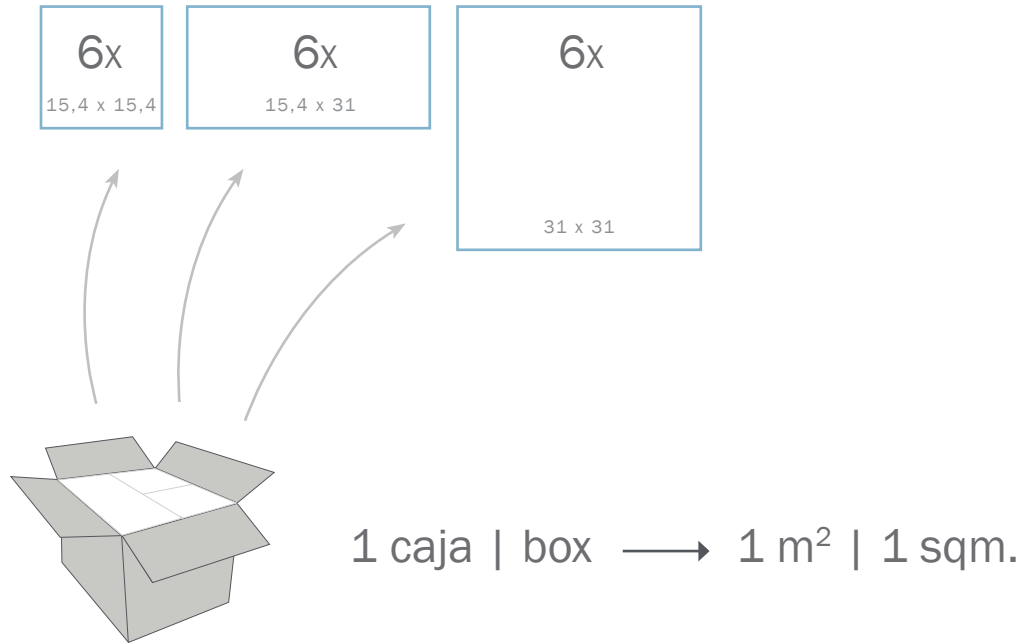 6x
15,4 x 15,4
6x
15,4 x 31
6x
31 x 31
1 caja | box → 1 m² | 1 sqm.